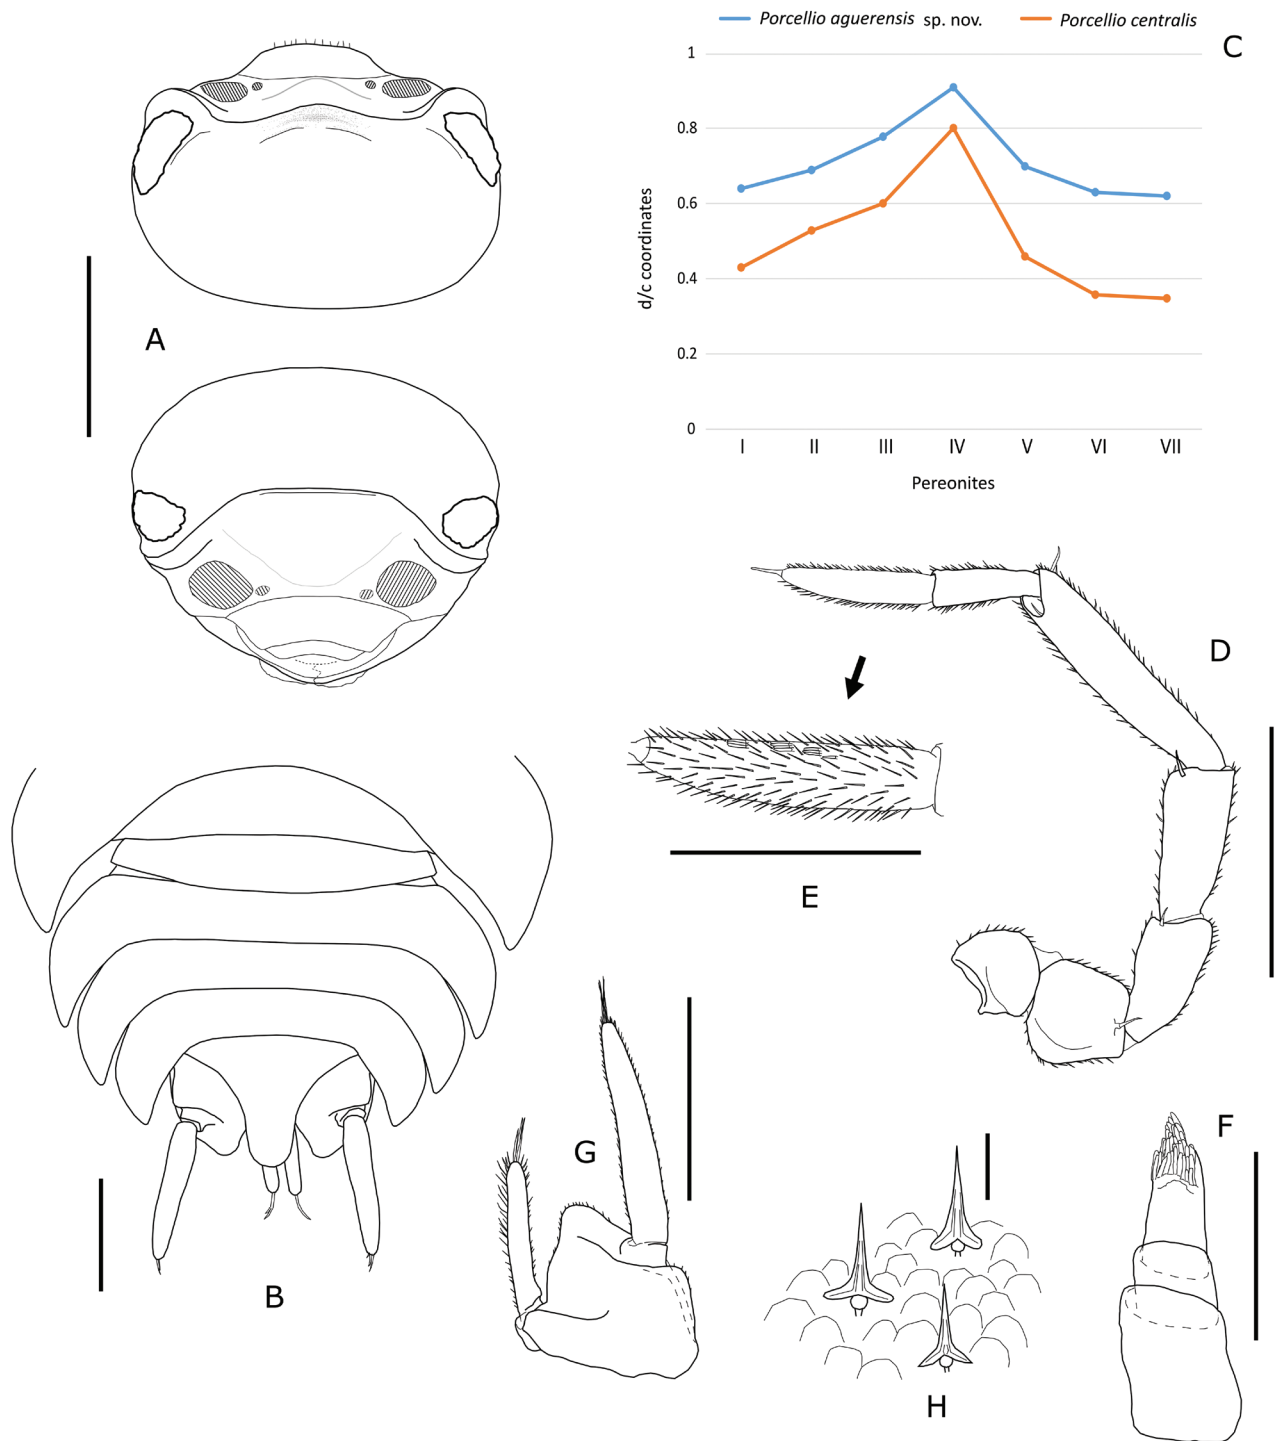 Porcellio aguerensis sp. nov. Porcellio centralis
C
1
0.8
0.6
0.4
0.2
0
d/c coordinates
I II III IV V VI VII
Pereonites
A
D
E
B
G
F
H